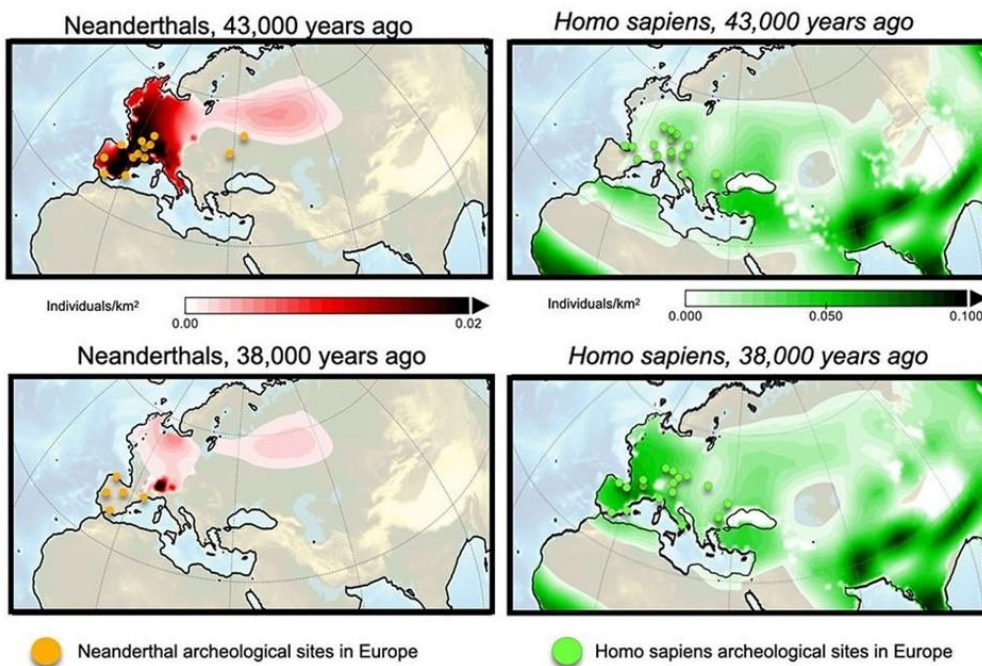 Neanderthals, 43,000 years ago
Homo sapiens, 43,000 years ago
Individuals/km²
0.00
0.02
Individuals/km²
0.000
0.050
0.100
Neanderthals, 38,000 years ago
Homo sapiens, 38,000 years ago
Neanderthal archeological sites in Europe
Homo sapiens archeological sites in Europe